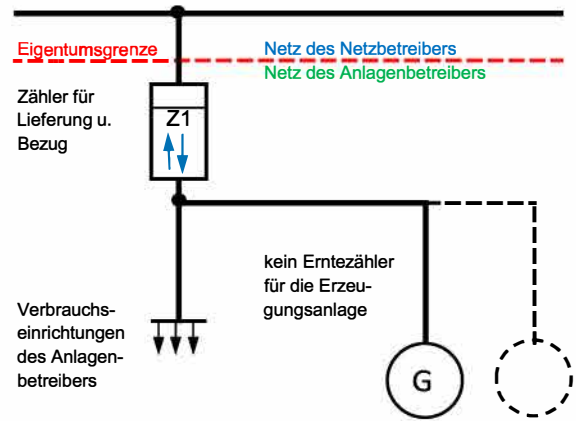 Eigentumsgrenze
Netz des Netzbetreibers
Netz des Anlagenbetreibers
Zähler für
Lieferung u.
Bezug
Z1
kein Erntezähler
für die Erzeu-
gungsanlage
Verbrauchs-
einrichtungen
des Anlagen-
betreibers
G